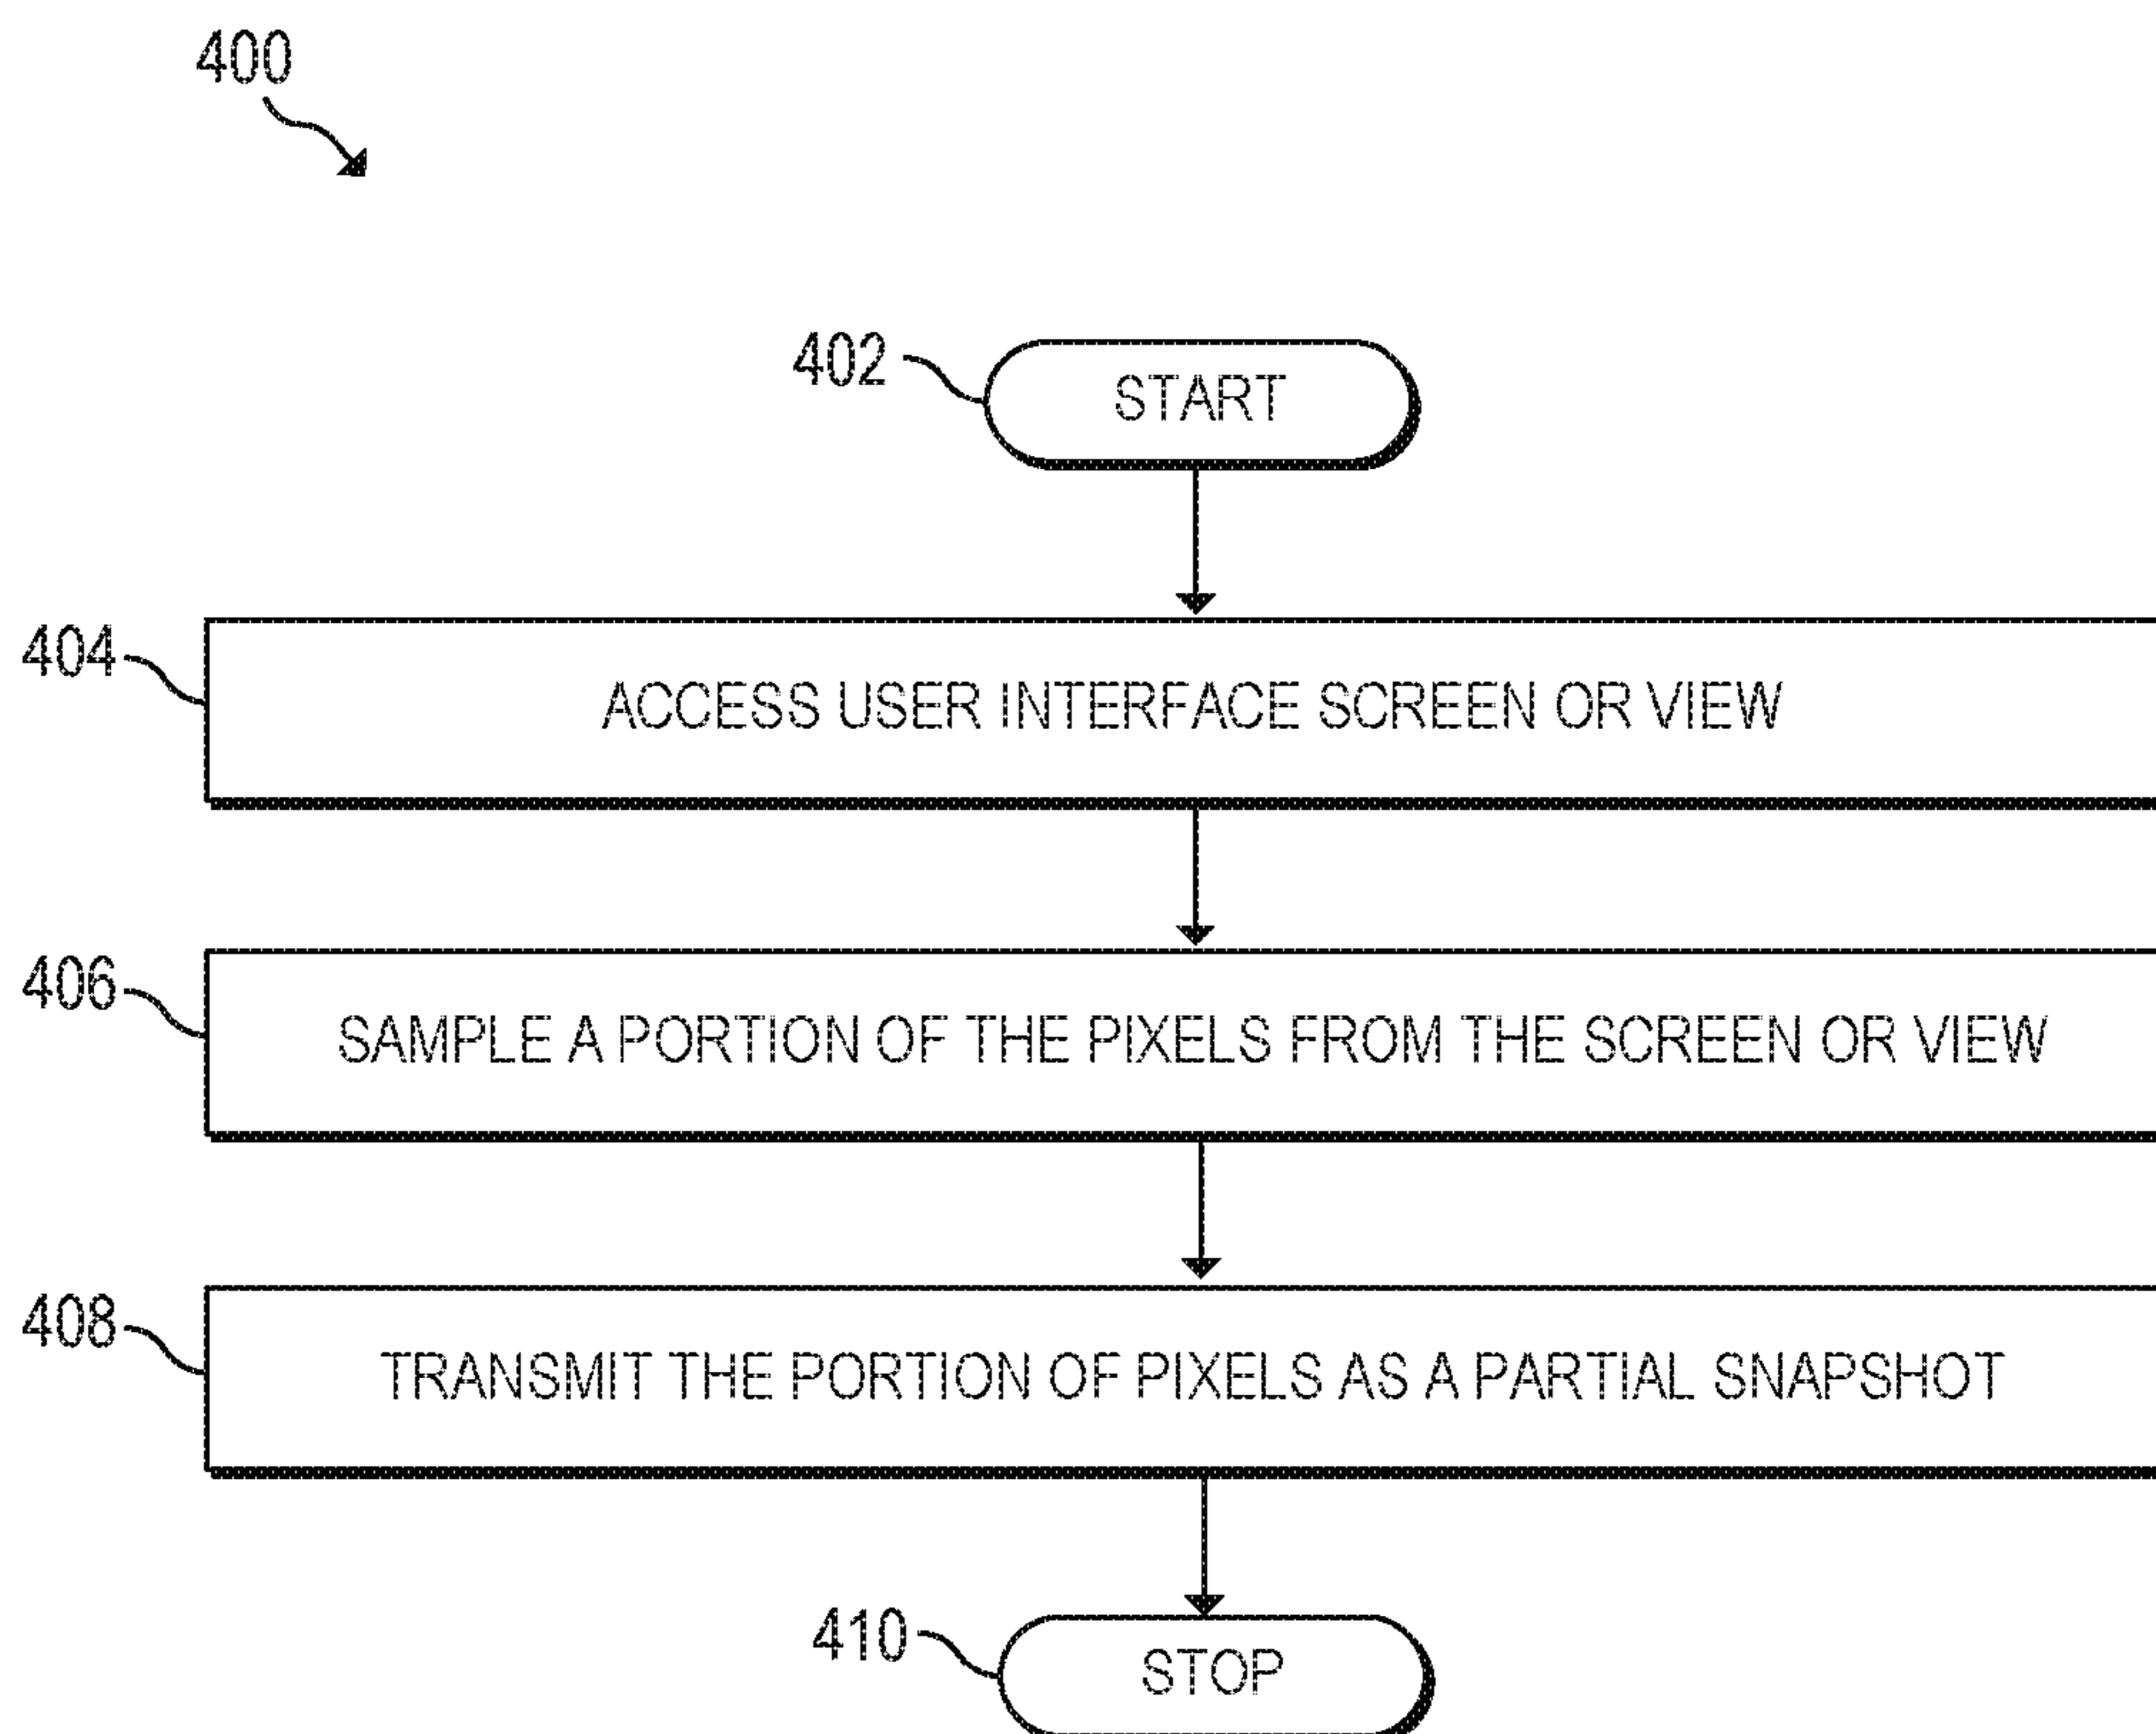 400
402
START
404
ACCESS USER INTERFACE SCREEN OR VIEW
406
SAMPLE A PORTION OF THE PIXELS FROM THE SCREEN OR VIEW
408
TRANSMIT THE PORTION OF PIXELS AS A PARTIAL SNAPSHOT
410
STOP